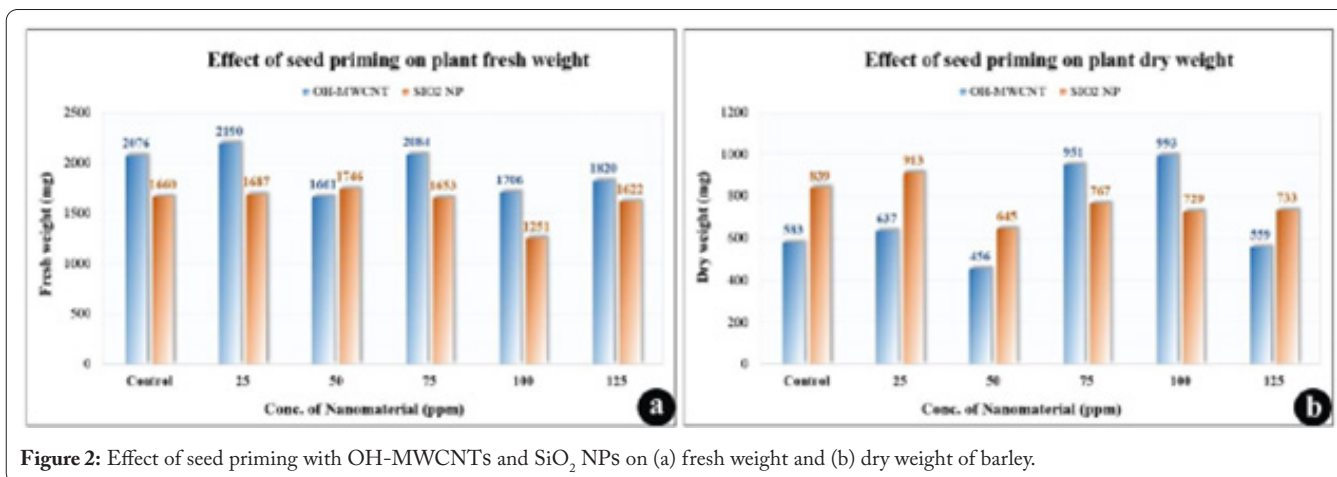 Effect of seed priming on plant fresh weight
OH-MWCNT SIO2 NP
Fresh weight (mg)
2500
2000
1500
1000
500
0
2076 1660
2190 1687
1661 1746
2084 1653
1706 1251
1820 1622
Control 25 50 75 100 125
Conc. of Nanomaterial (ppm)
a
Effect of seed priming on plant dry weight
OH-MWCNT SIO2 NP
Dry weight (mg)
1200
1000
800
600
400
200
0
583 839
637 913
456 645
951 767
993 729
559 733
Control 25 50 75 100 125
Conc. of Nanomaterial (ppm)
b
Figure 2: Effect of seed priming with OH-MWCNTs and SiO₂ NPs on (a) fresh weight and (b) dry weight of barley.